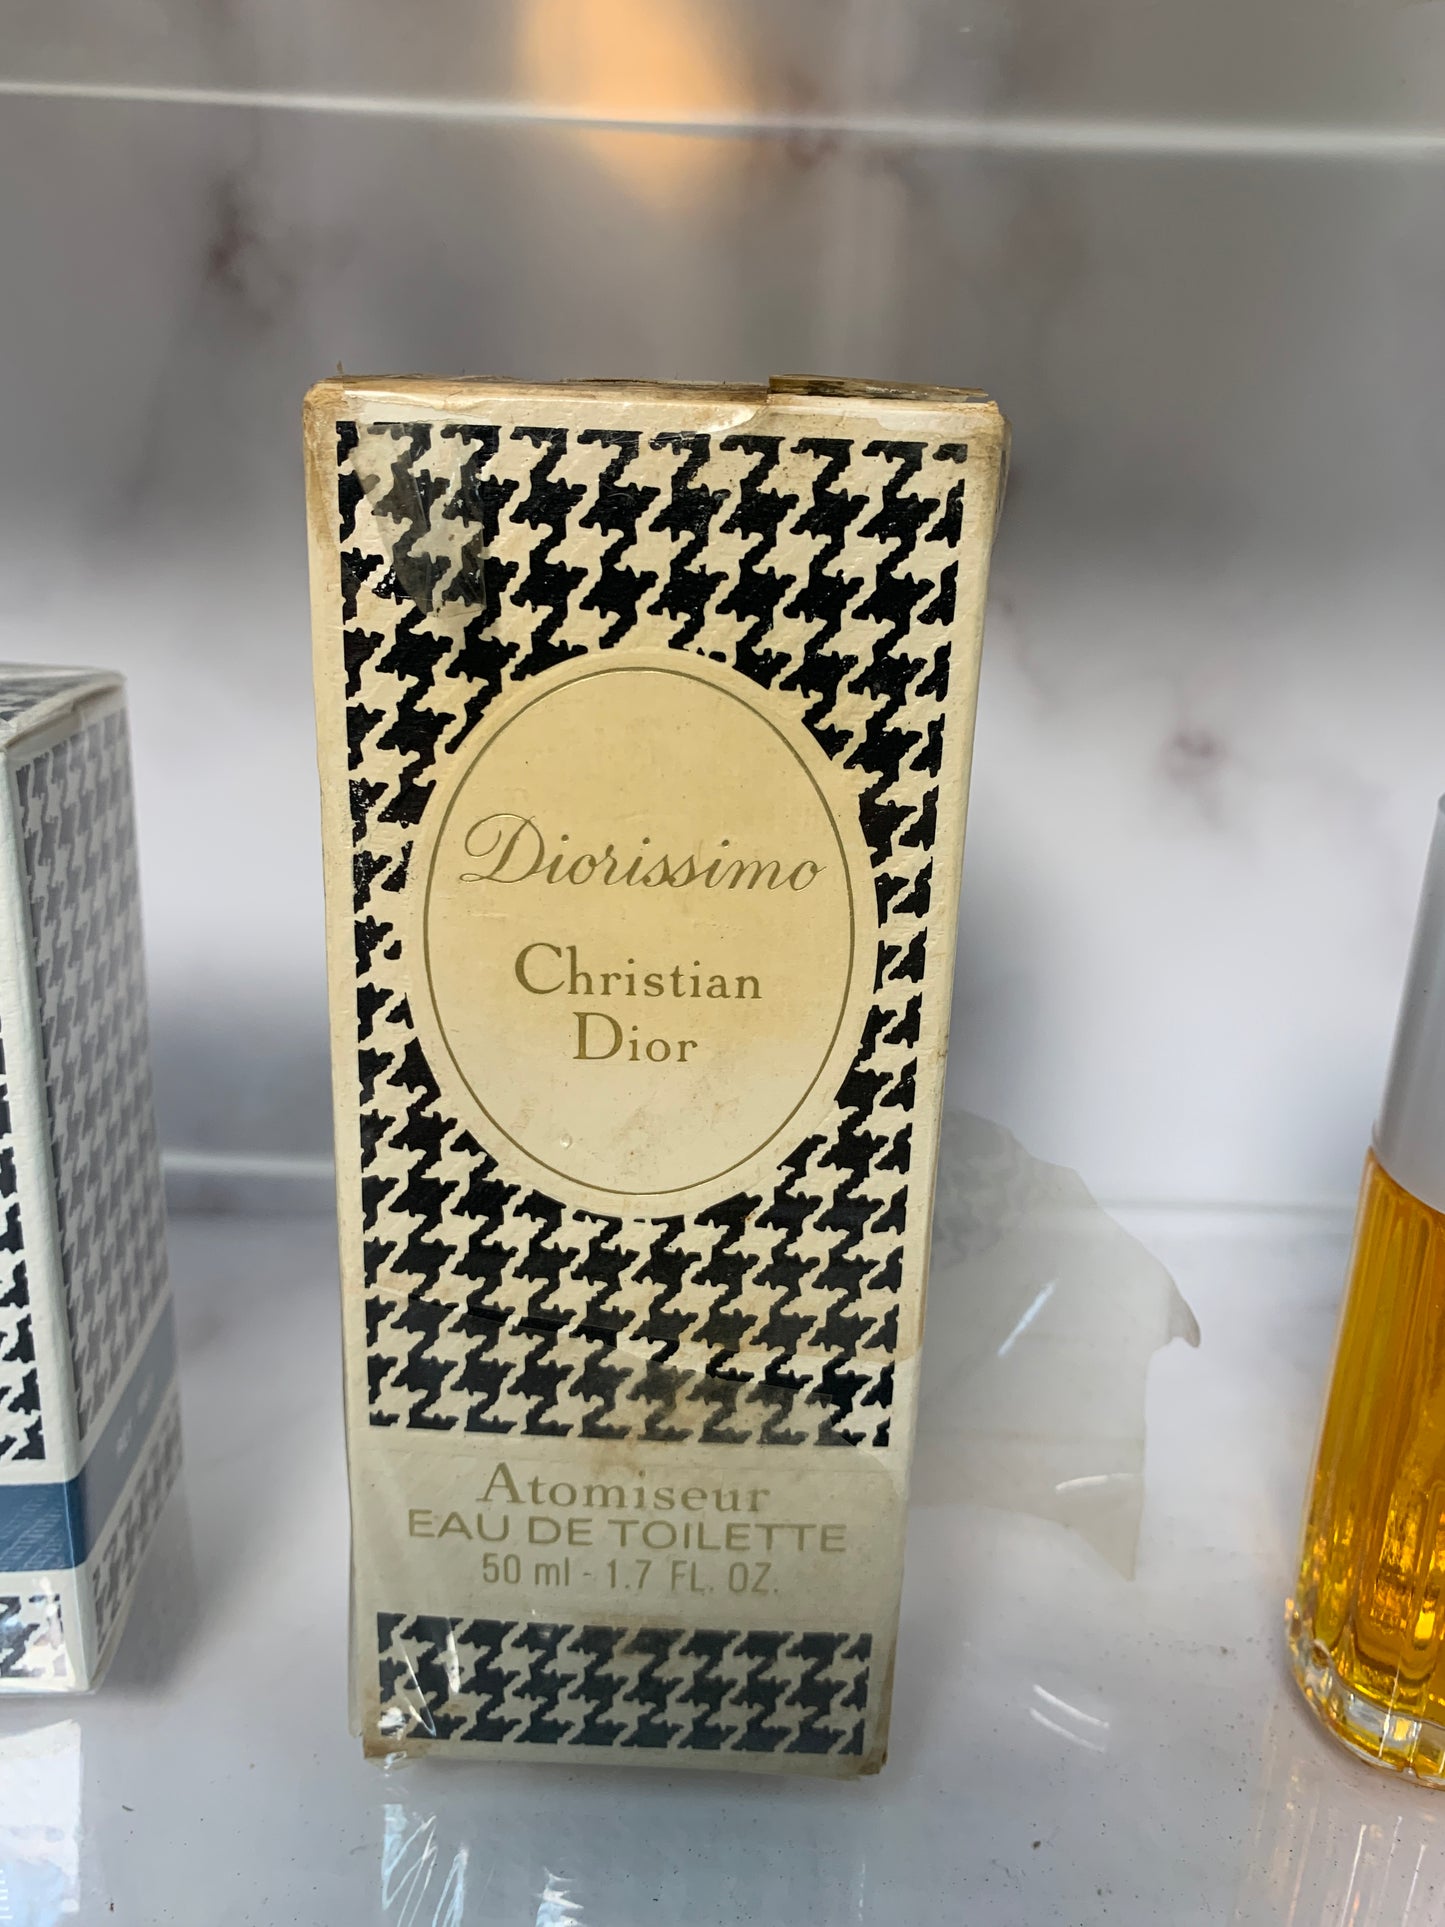 Diorissimo
Christian
Dior
Atomiseur
EAU DE TOILETTE
50 ml - 1.7 FL. OZ.